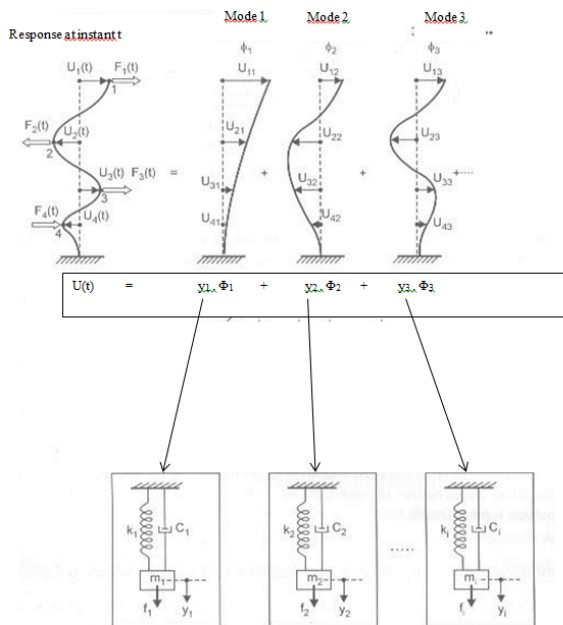 Mode 1 Mode 2 Mode 3
Response at instant t
ϕ1 ϕ2 ϕ3
U1(t) F1(t) U11 U12 U13
1
F2(t) U2(t) U21 U22 U23
2
U3(t) F3(t) = U31 + U32 + U33 +....
3
F4(t) U4(t) U41 U42 U43
4
U(t) = y1, Φ1 + y2, Φ2 + y3, Φ3
k1 C1 k2 C2 ..... ki Ci
m1 m2 mi
f1 y1 f2 y2 fi yi